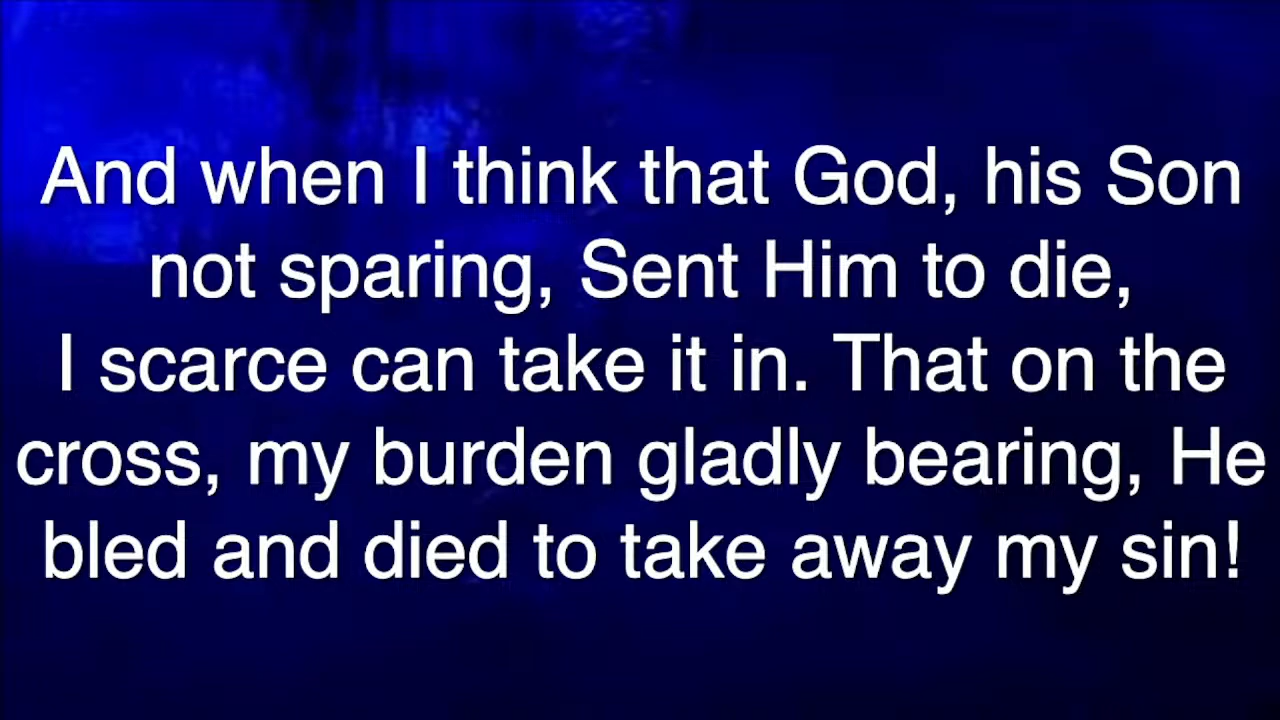 And when I think that God, his Son
not sparing, Sent Him to die,
I scarce can take it in. That on the
cross, my burden gladly bearing, He
bled and died to take away my sin!